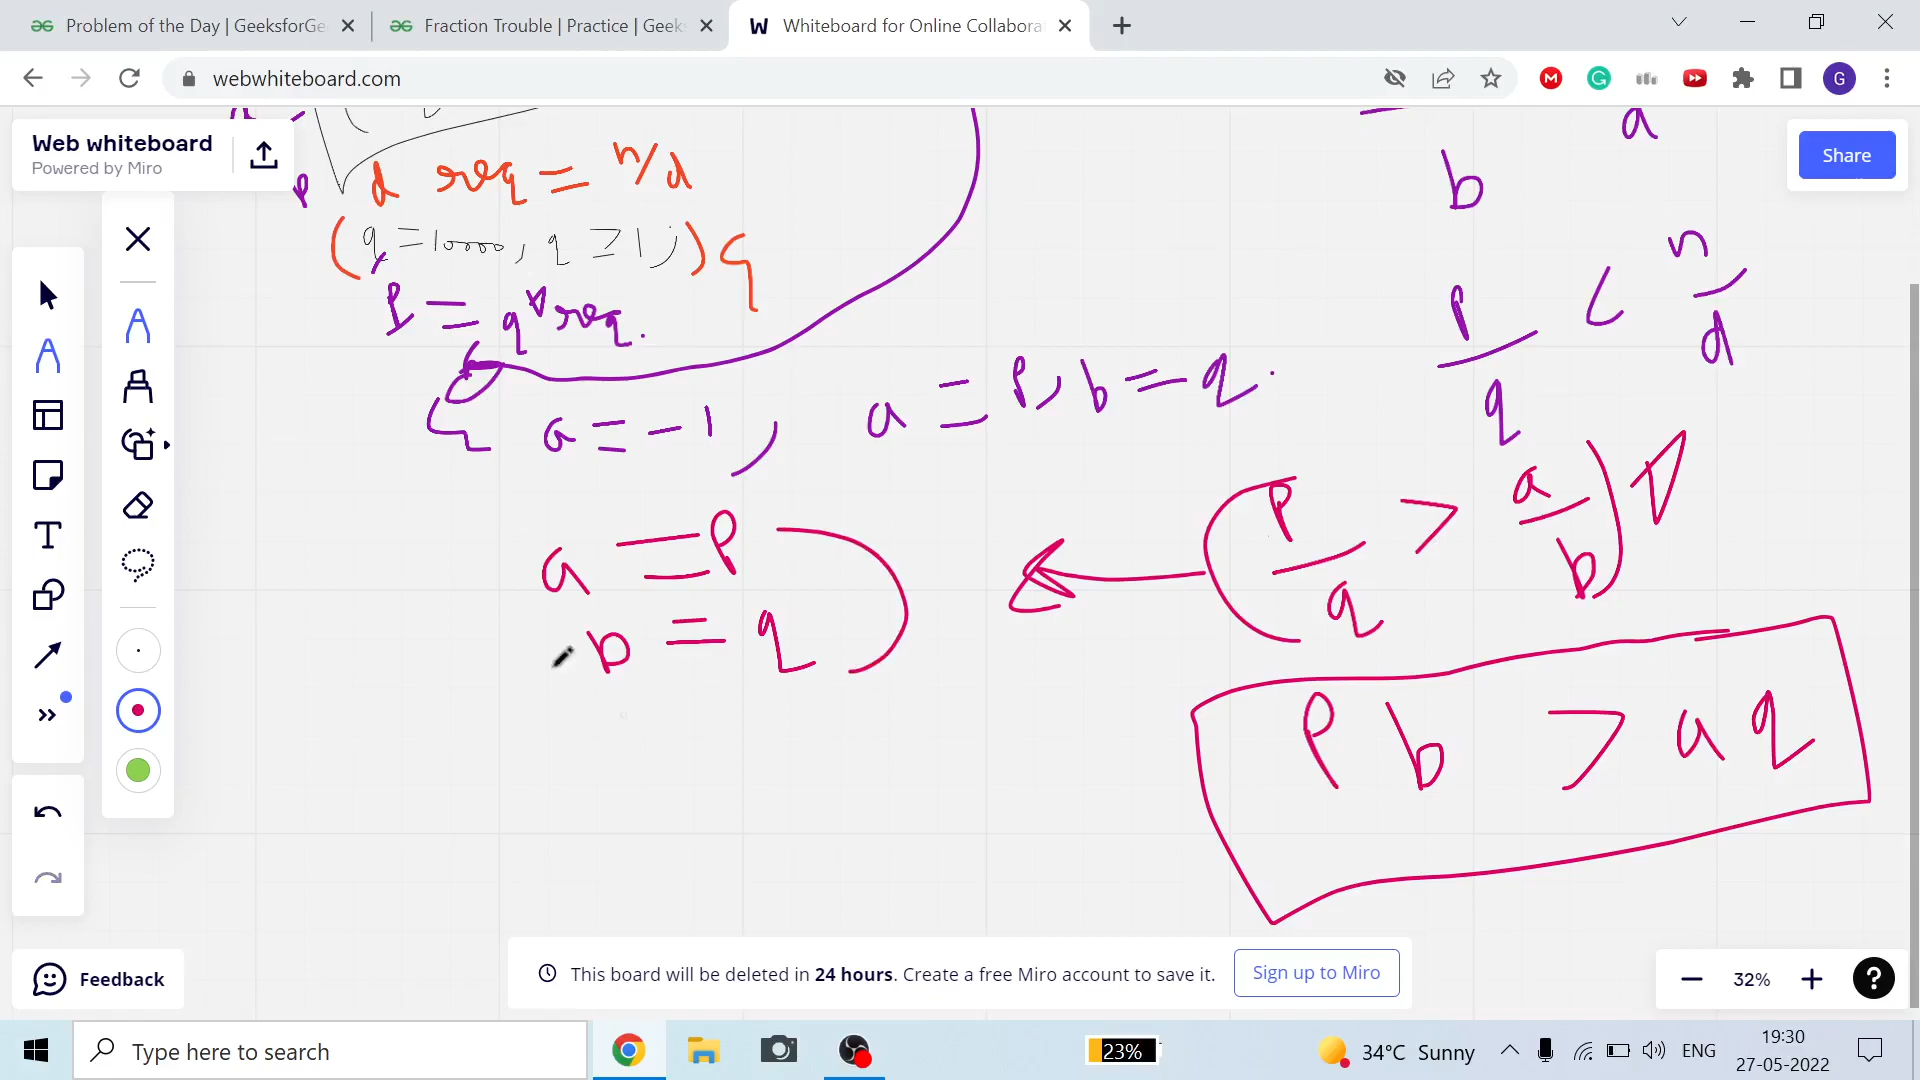 Problem of the Day | GeeksforGe
Fraction Trouble | Practice | Geeks
W Whiteboard for Online Collabora
webwhiteboard.com
M
G
G
Web whiteboard
Powered by Miro
Share
a
b
P
d req = n/d
(q = 10000, q ≥ 1;)
P = q * req.
n
P < 
q d
a = -1, a = P, b = q.
a = P
b = q
P > a
q b
Pb > aq
T
Feedback
This board will be deleted in 24 hours. Create a free Miro account to save it.
Sign up to Miro
32%
?
Type here to search
23%
34°C Sunny
ENG
19:30
27-05-2022